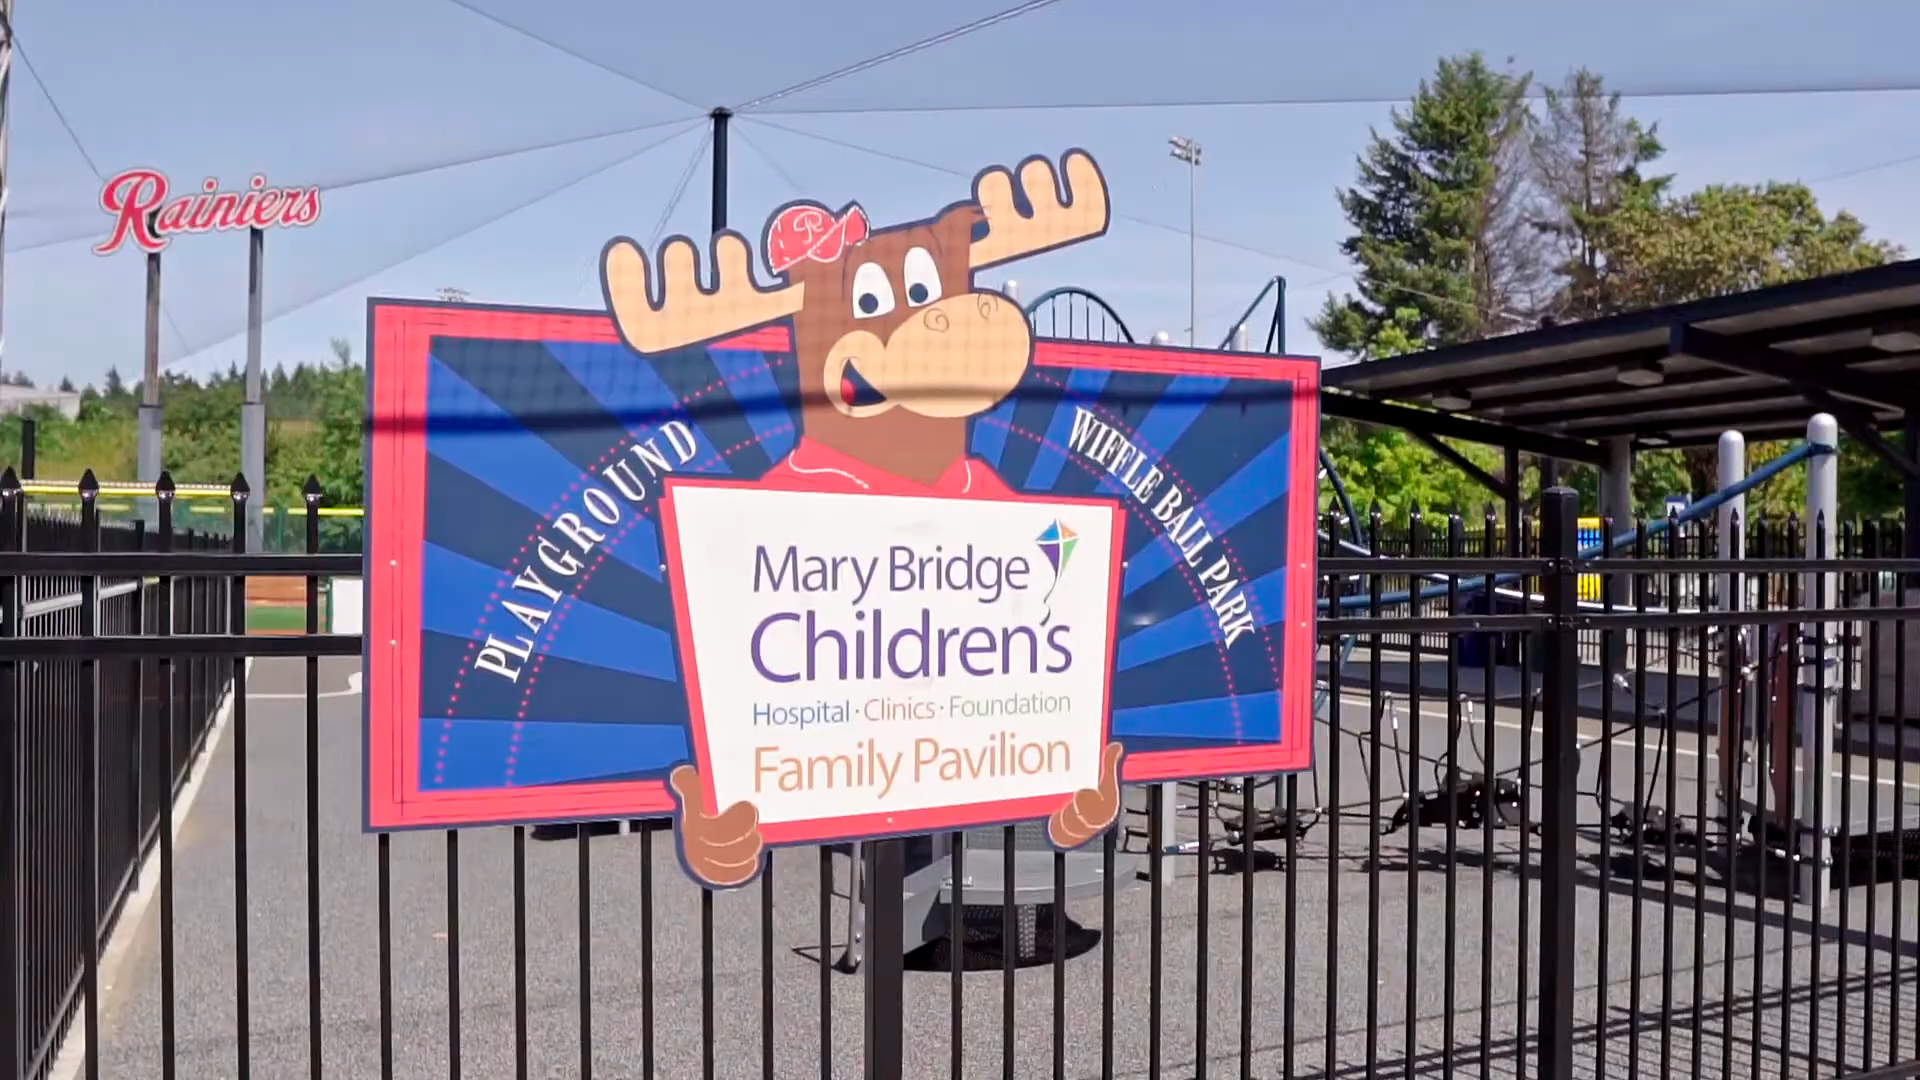 Rainiers
R
PLAYGROUND
WIFFLE BALL PARK
Mary Bridge
Children's
Hospital · Clinics · Foundation
Family Pavilion